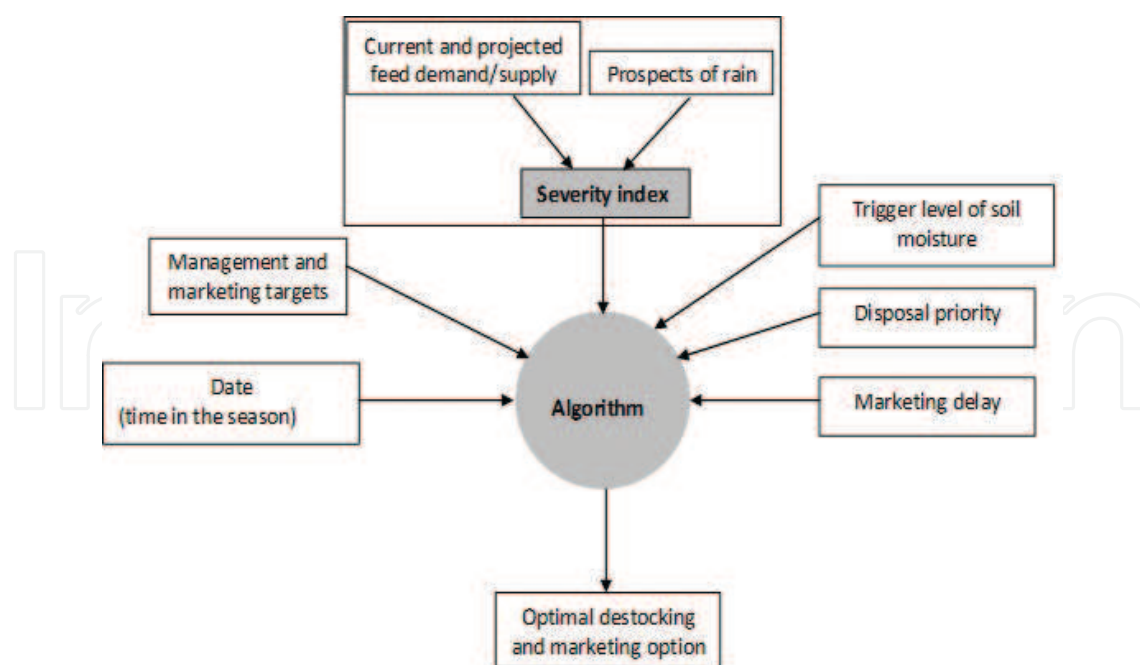 Current and projected
feed demand/supply
Prospects of rain
Severity index
Trigger level of soil
moisture
Management and
marketing targets
Disposal priority
Date
(time in the season)
Algorithm
Marketing delay
Optimal destocking
and marketing option